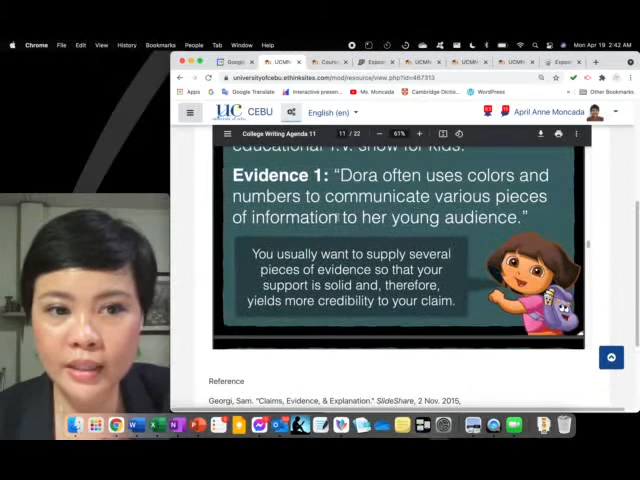 Chrome File Edit View History Bookmarks People Tab Window Help Mon Apr 19 2:42 AM
universityofcebu.ethinksites.com/mod/resource/view.php?id=467313
Apps Google Translate Interactive presen... Ms. Moncada Cambridge Dictio... WordPress
UC CEBU English (en) April Anne Moncada
College Writing Agenda 11 11 / 22 61%
educational T.V. show for kids.
Evidence 1: "Dora often uses colors and
numbers to communicate various pieces
of information to her young audience."
You usually want to supply several
pieces of evidence so that your
support is solid and, therefore,
yields more credibility to your claim.
Reference
Georgi, Sam. "Claims, Evidence, & Explanation." SlideShare, 2 Nov. 2015,